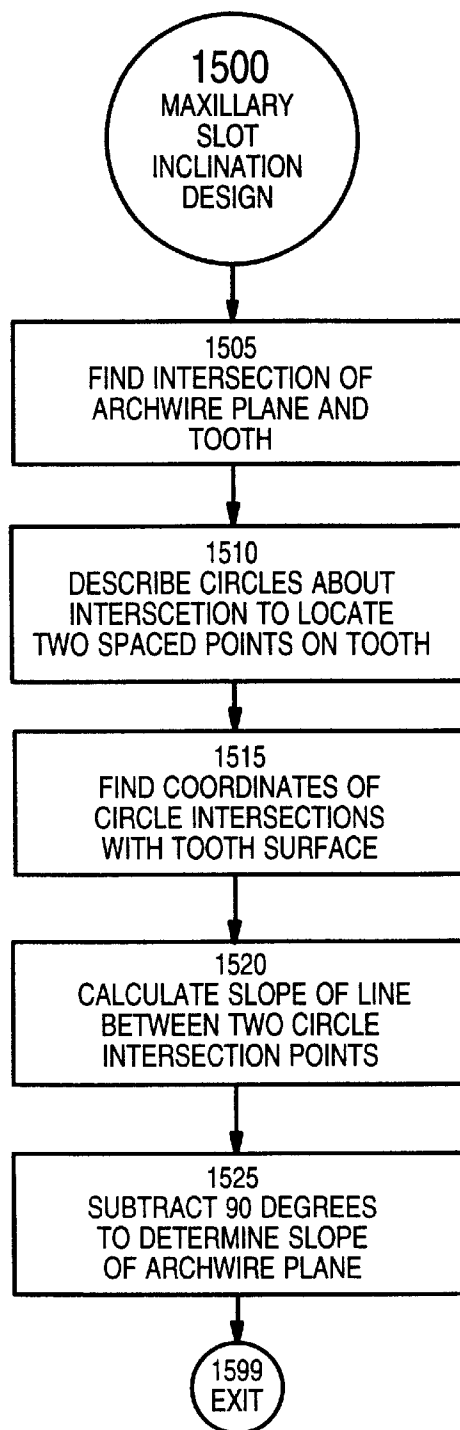 1500
MAXILLARY
SLOT
INCLINATION
DESIGN
1505
FIND INTERSECTION OF
ARCHWIRE PLANE AND
TOOTH
1510
DESCRIBE CIRCLES ABOUT
INTERSCETION TO LOCATE
TWO SPACED POINTS ON TOOTH
1515
FIND COORDINATES OF
CIRCLE INTERSECTIONS
WITH TOOTH SURFACE
1520
CALCULATE SLOPE OF LINE
BETWEEN TWO CIRCLE
INTERSECTION POINTS
1525
SUBTRACT 90 DEGREES
TO DETERMINE SLOPE
OF ARCHWIRE PLANE
1599
EXIT